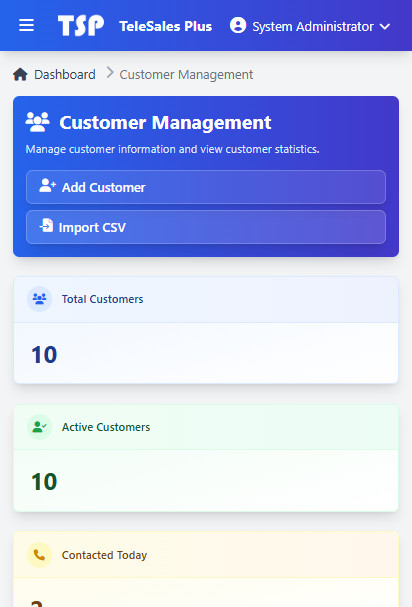 TSP TeleSales Plus System Administrator
Dashboard Customer Management
Customer Management
Manage customer information and view customer statistics.
Add Customer
Import CSV
Total Customers
10
Active Customers
10
Contacted Today